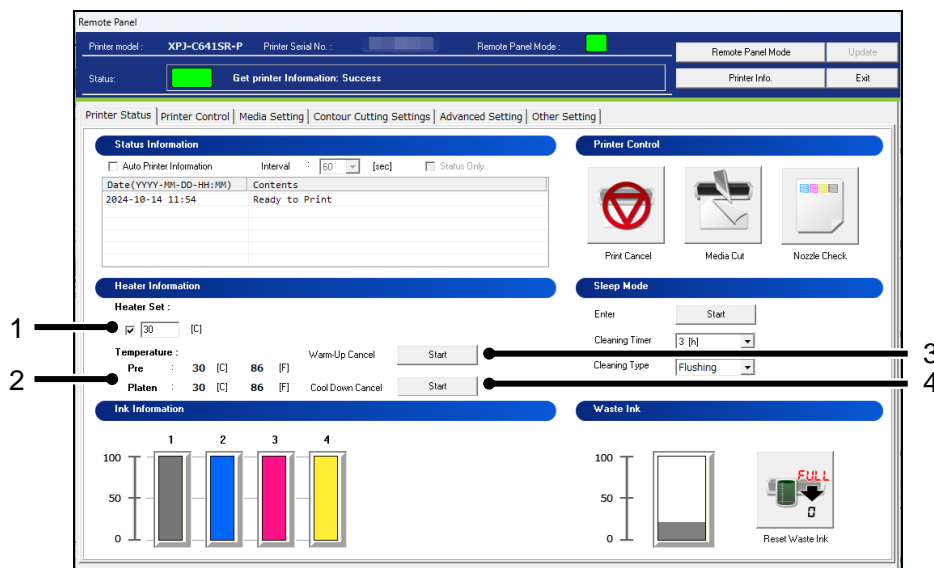 Remote Panel
Printer model : XPJ-C641SR-P Printer Serial No. : Remote Panel Mode :
Remote Panel Mode Update
Status: Get printer Information: Success
Printer Info. Exit
Printer Status Printer Control Media Setting Contour Cutting Settings Advanced Setting Other Setting
Status Information
Auto Printer Information Interval : 60 [sec] Status Only
Date(YYYY-MM-DD-HH:MM) Contents
2024-10-14 11:54 Ready to Print
Printer Control
Print Cancel Media Cut Nozzle Check
Heater Information
Heater Set :
1 30 [C]
Temperature :
Warm-Up Cancel Start 3
2 Pre : 30 [C] 86 [F]
Platen : 30 [C] 86 [F] Cool Down Cancel Start 4
Sleep Mode
Enter Start
Cleaning Timer 3 [h]
Cleaning Type Flushing
Ink Information
1 2 3 4
100
50
0
Waste Ink
100
50
0
FULL
0
Reset Waste Ink